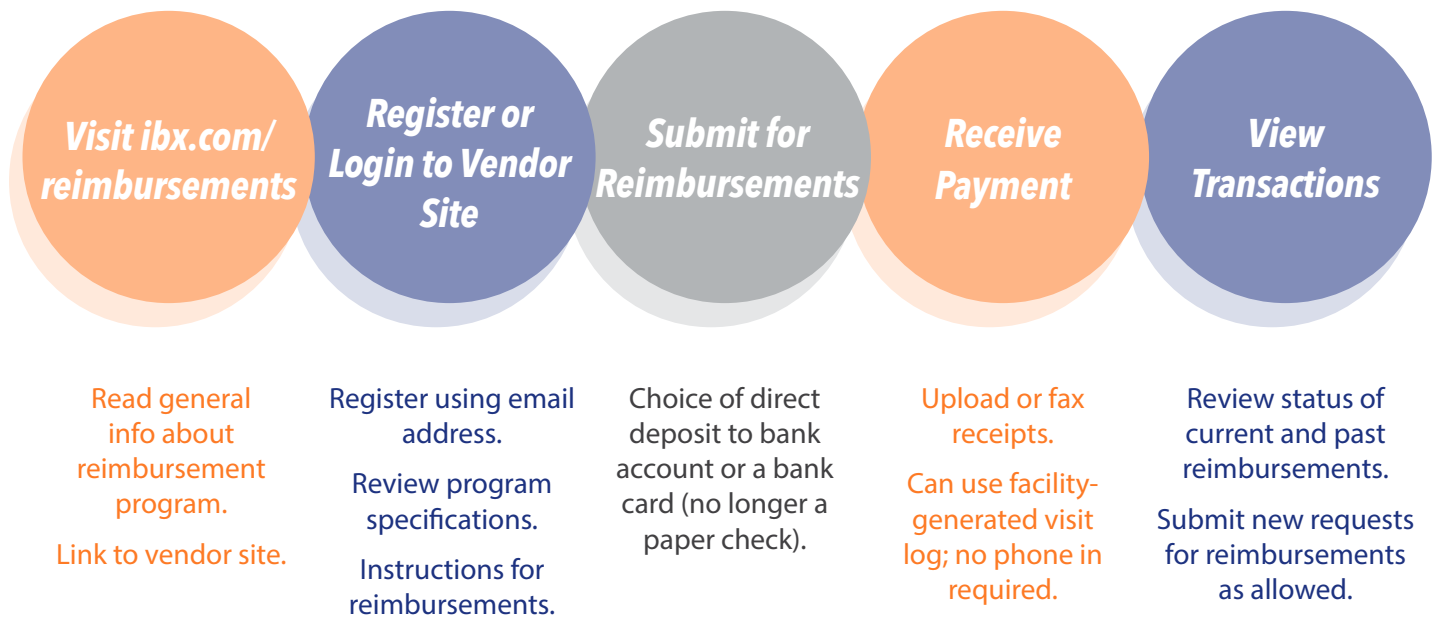 Visit ibx.com/
reimbursements
Register or
Login to Vendor
Site
Submit for
Reimbursements
Receive
Payment
View
Transactions
Read general
info about
reimbursement
program.
Link to vendor site.
Register using email
address.
Review program
specifications.
Instructions for
reimbursements.
Choice of direct
deposit to bank
account or a bank
card (no longer a
paper check).
Upload or fax
receipts.
Can use facility-
generated visit
log; no phone in
required.
Review status of
current and past
reimbursements.
Submit new requests
for reimbursements
as allowed.